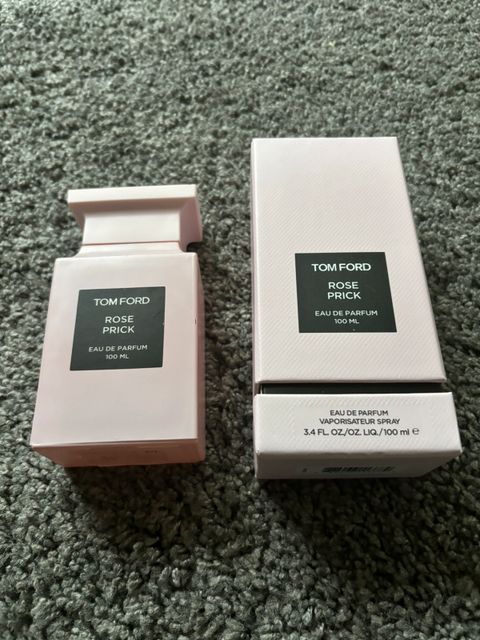 TOM FORD
ROSE
PRICK
EAU DE PARFUM
100 ML
TOM FORD
ROSE
PRICK
EAU DE PARFUM
100 ML
EAU DE PARFUM
VAPORISATEUR SPRAY
3.4 FL. OZ./OZ. LIQ./100 ml ℮